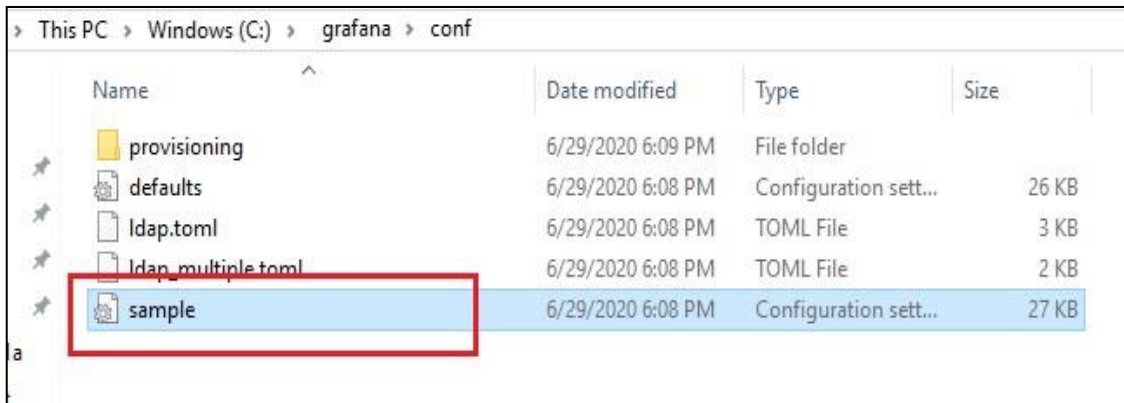 > This PC > Windows (C:) > grafana > conf
Name Date modified Type Size
provisioning 6/29/2020 6:09 PM File folder
defaults 6/29/2020 6:08 PM Configuration sett... 26 KB
ldap.toml 6/29/2020 6:08 PM TOML File 3 KB
ldap_multiple.toml 6/29/2020 6:08 PM TOML File 2 KB
sample 6/29/2020 6:08 PM Configuration sett... 27 KB
la